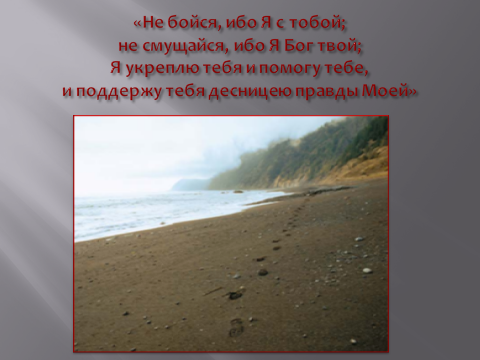 «Не бойся, ибо Я с тобой;
не смущайся, ибо Я Бог твой;
Я укреплю тебя и помогу тебе,
и поддержу тебя десницею правды Моей»